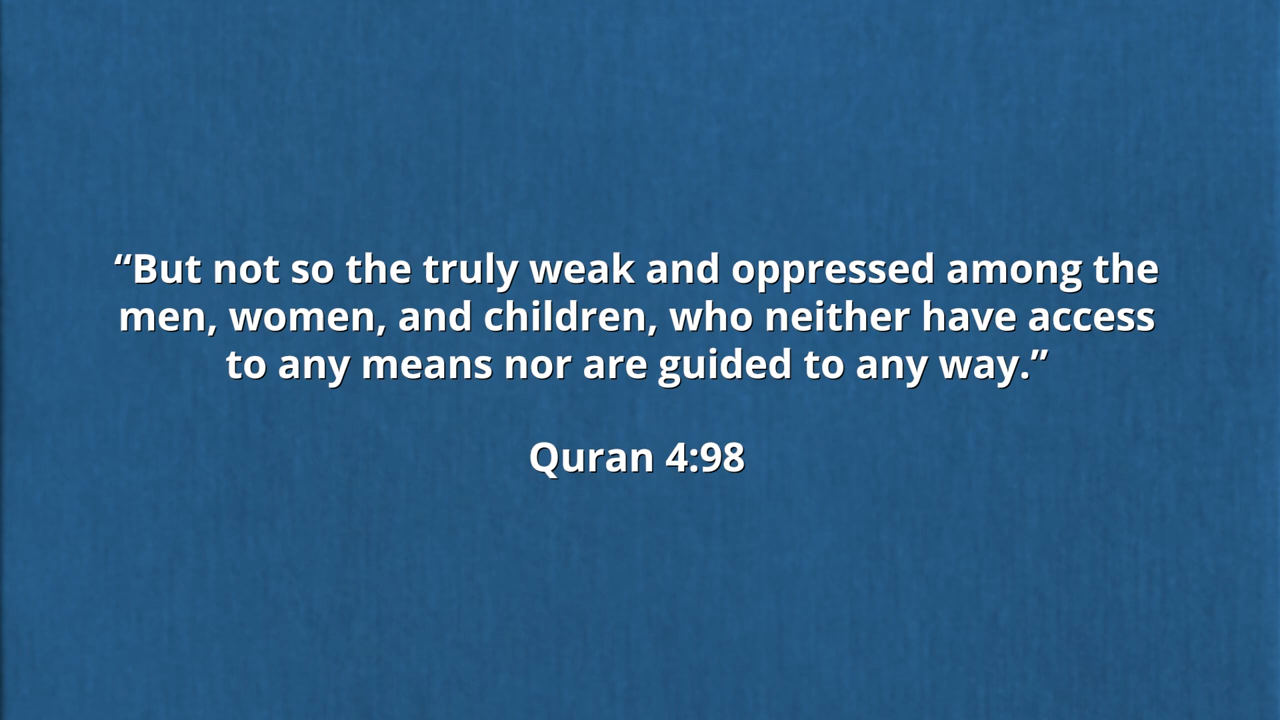 “But not so the truly weak and oppressed among the
men, women, and children, who neither have access
to any means nor are guided to any way.”
Quran 4:98